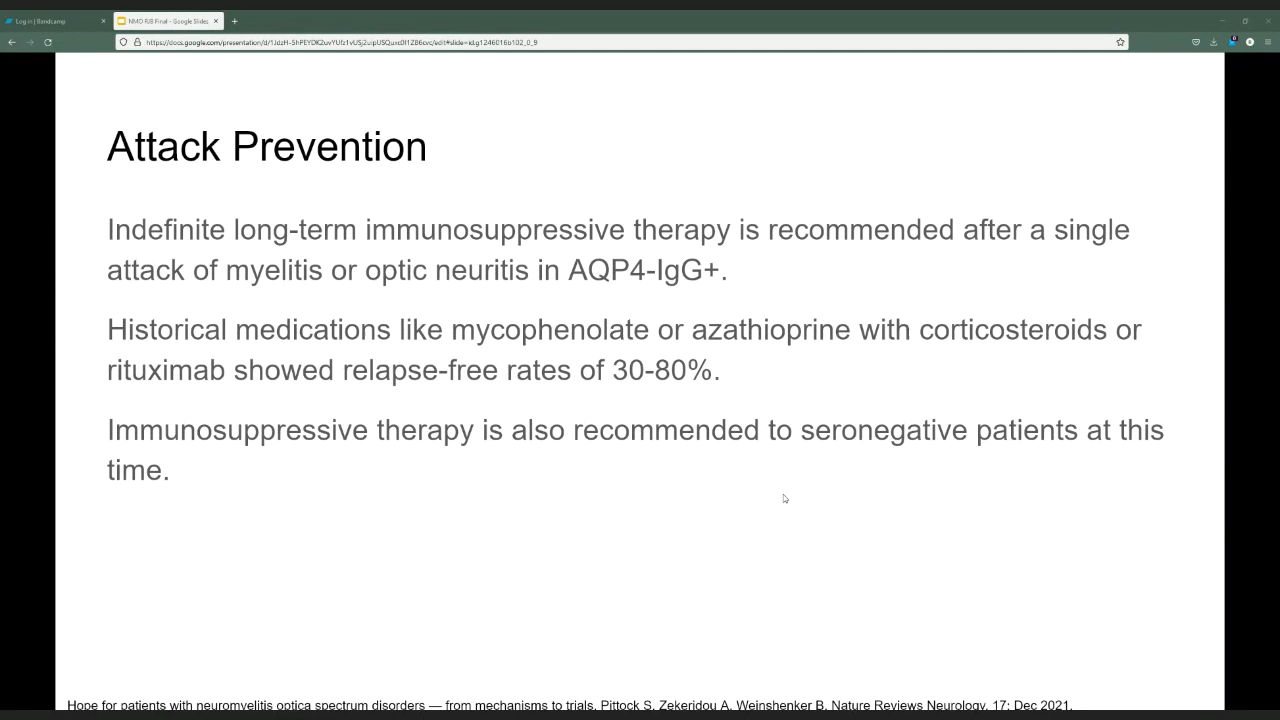 Log in | Bandcamp
NMO RJB Final - Google Slides
Attack Prevention
Indefinite long-term immunosuppressive therapy is recommended after a single
attack of myelitis or optic neuritis in AQP4-IgG+.
Historical medications like mycophenolate or azathioprine with corticosteroids or
rituximab showed relapse-free rates of 30-80%.
Immunosuppressive therapy is also recommended to seronegative patients at this
time.
Hope for patients with neuromyelitis optica spectrum disorders — from mechanisms to trials. Pittock S, Zekeridou A, Weinshenker B. Nature Reviews Neurology, 17; Dec 2021.